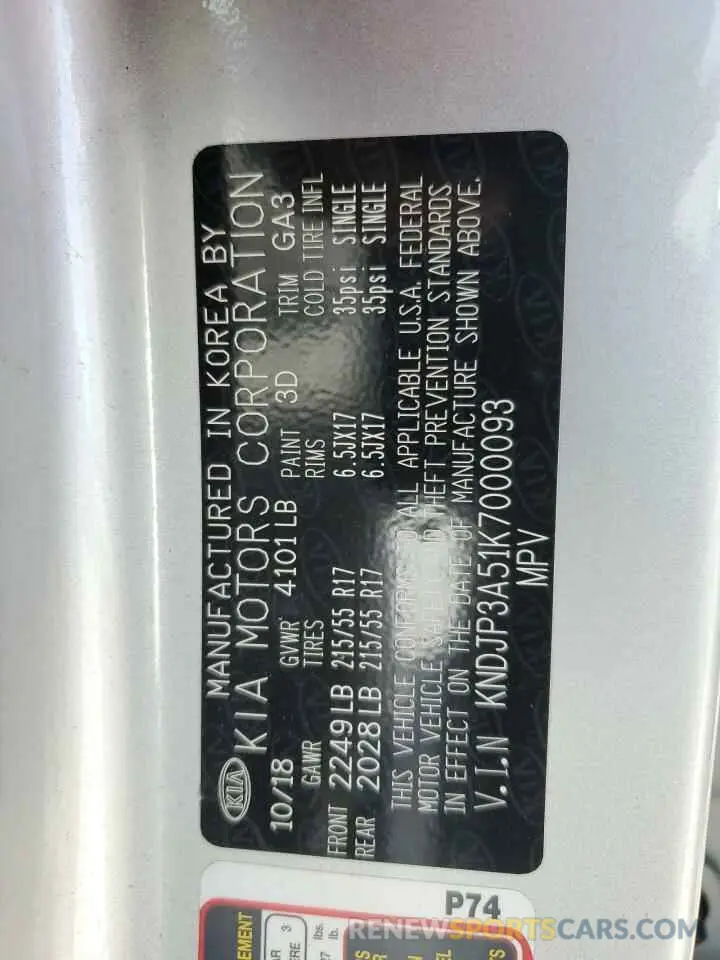 KIA
MANUFACTURED IN KOREA BY
KIA MOTORS CORPORATION
10/18 GVWR 4101LB PAINT 3D TRIM GA3
GAWR TIRES RIMS COLD TIRE INFL
FRONT 2249LB 215/55 R17 6.5JX17 35psi SINGLE
REAR 2028LB 215/55 R17 6.5JX17 35psi SINGLE
THIS VEHICLE CONFORMS TO ALL APPLICABLE U.S.A. FEDERAL
MOTOR VEHICLE SAFETY THEFT PREVENTION STANDARDS
IN EFFECT ON THE DATE OF MANUFACTURE SHOWN ABOVE.
V.I.N KNDJP3A51K7000093
MPV
P74
RENEWSPORTSCARS.COM